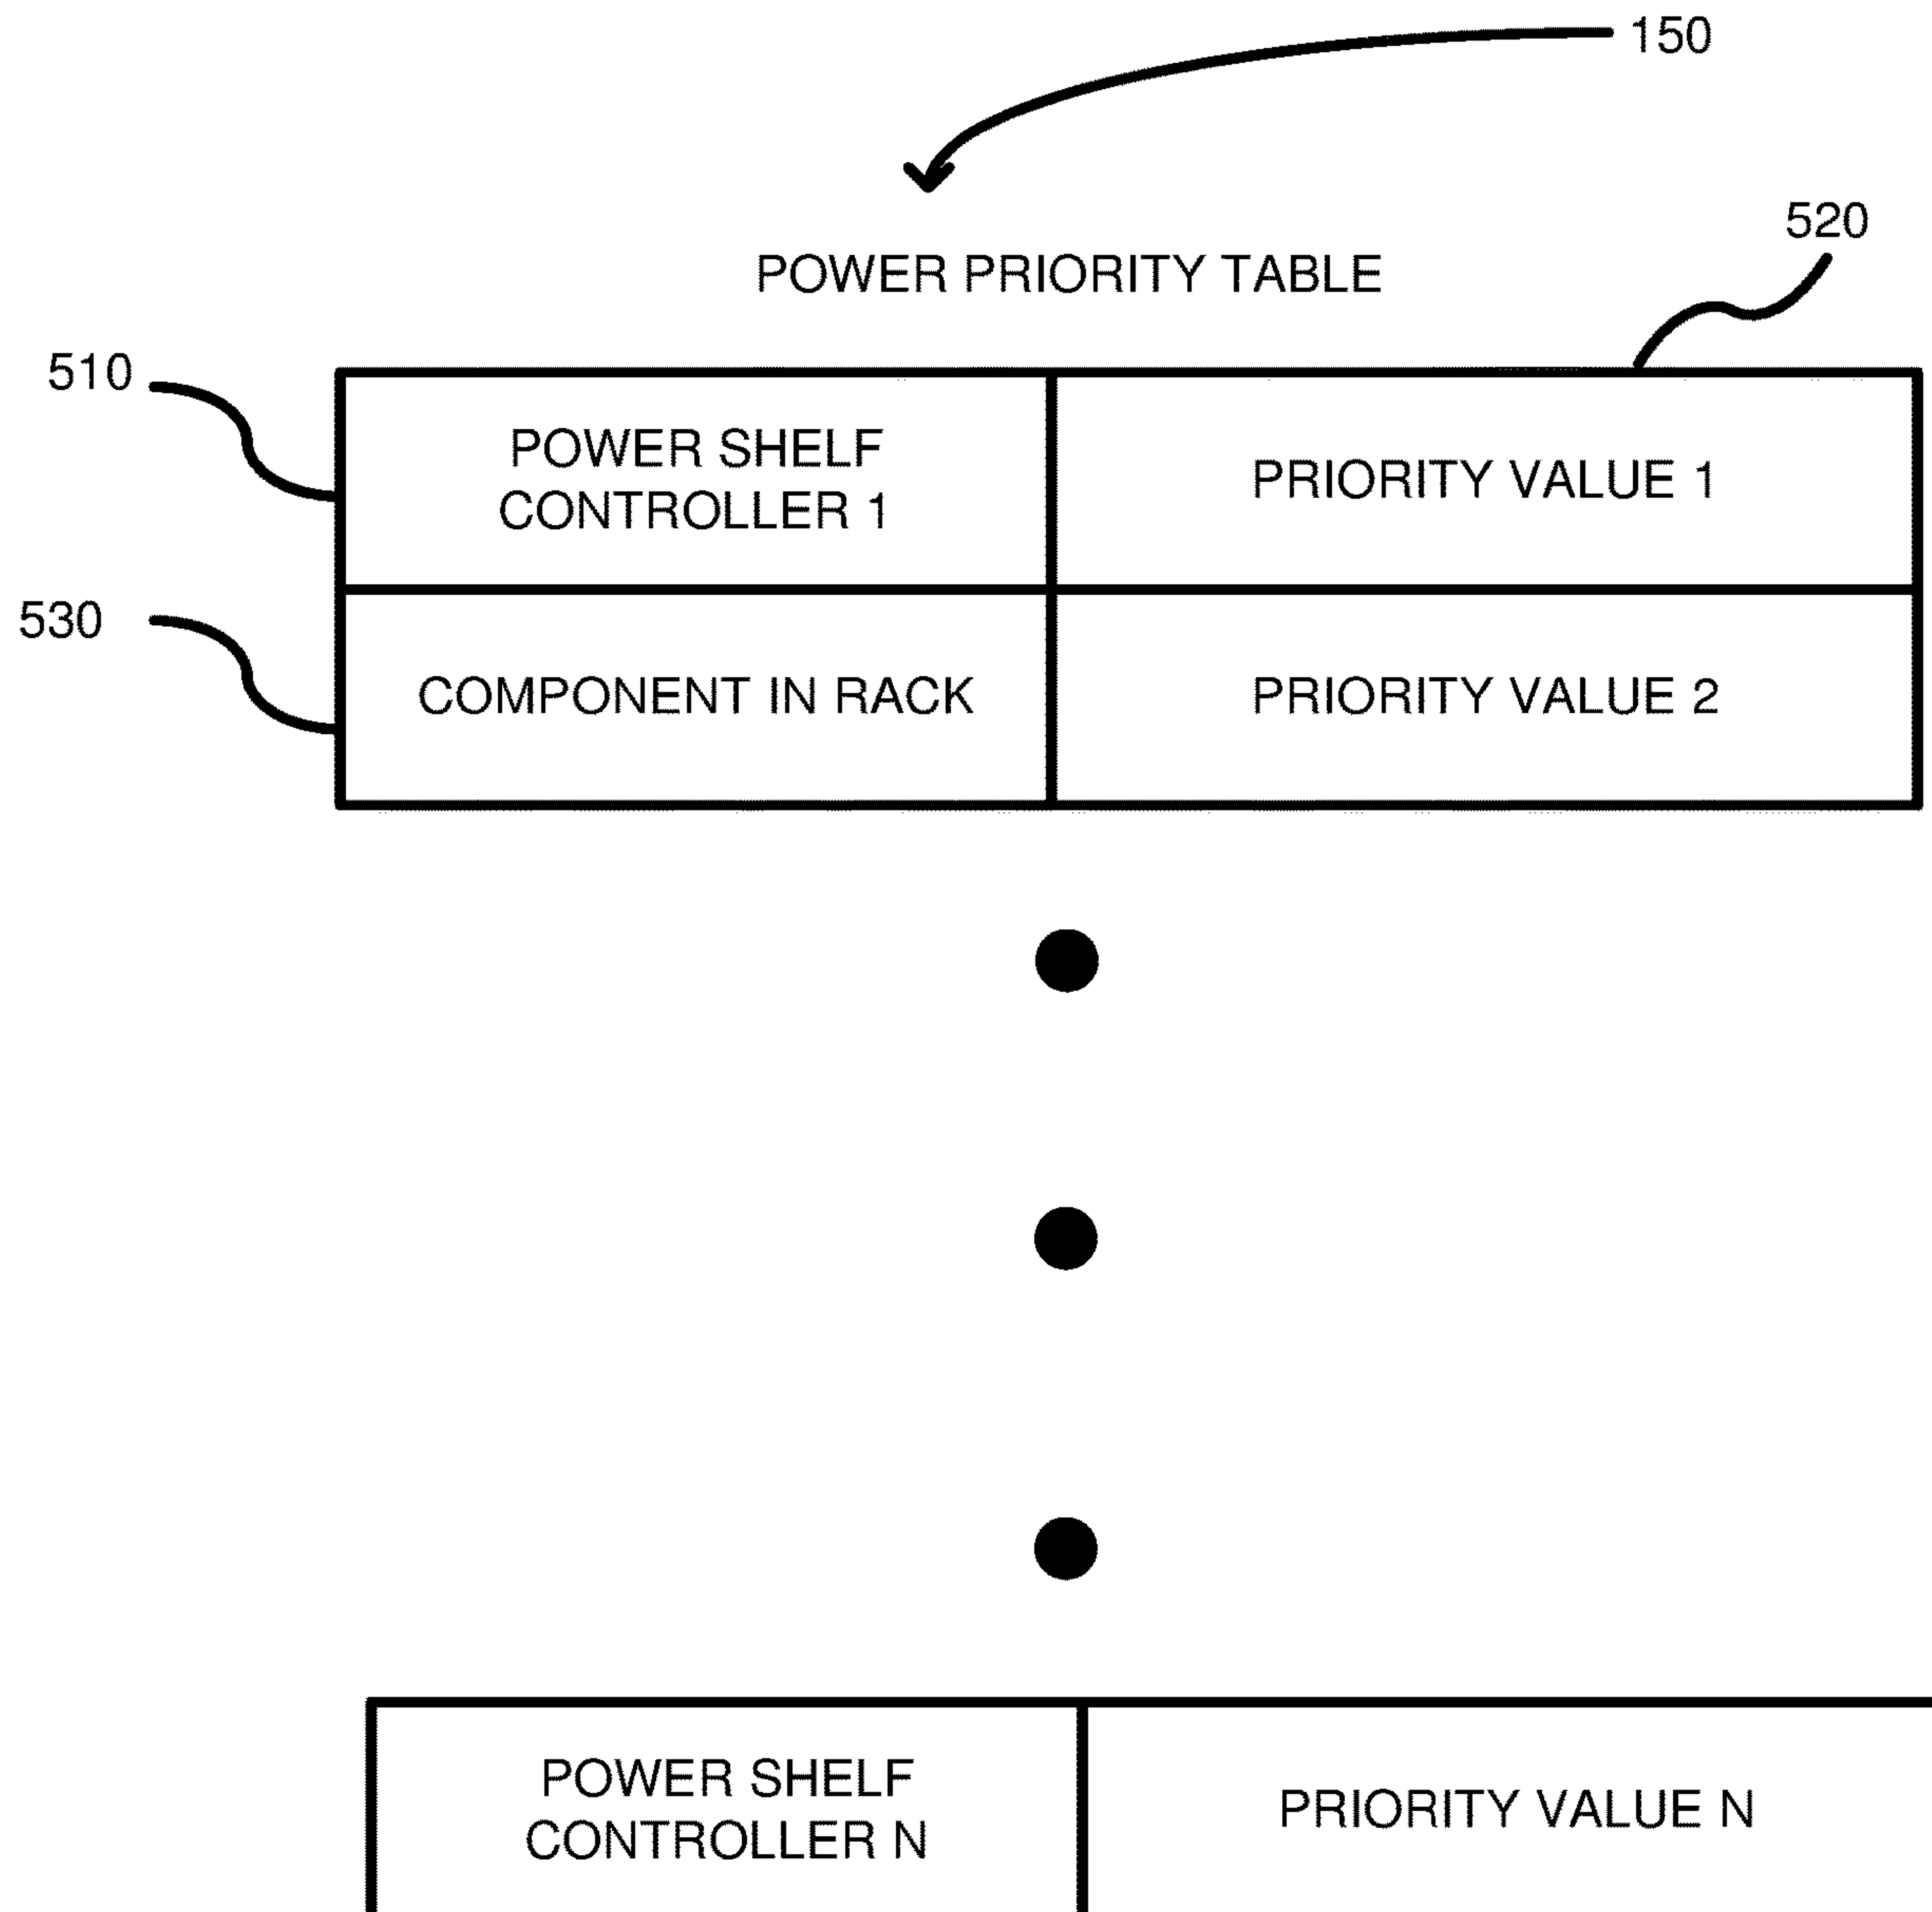 150
520
POWER PRIORITY TABLE
510
POWER SHELF
CONTROLLER 1
PRIORITY VALUE 1
530
COMPONENT IN RACK
PRIORITY VALUE 2
POWER SHELF
CONTROLLER N
PRIORITY VALUE N